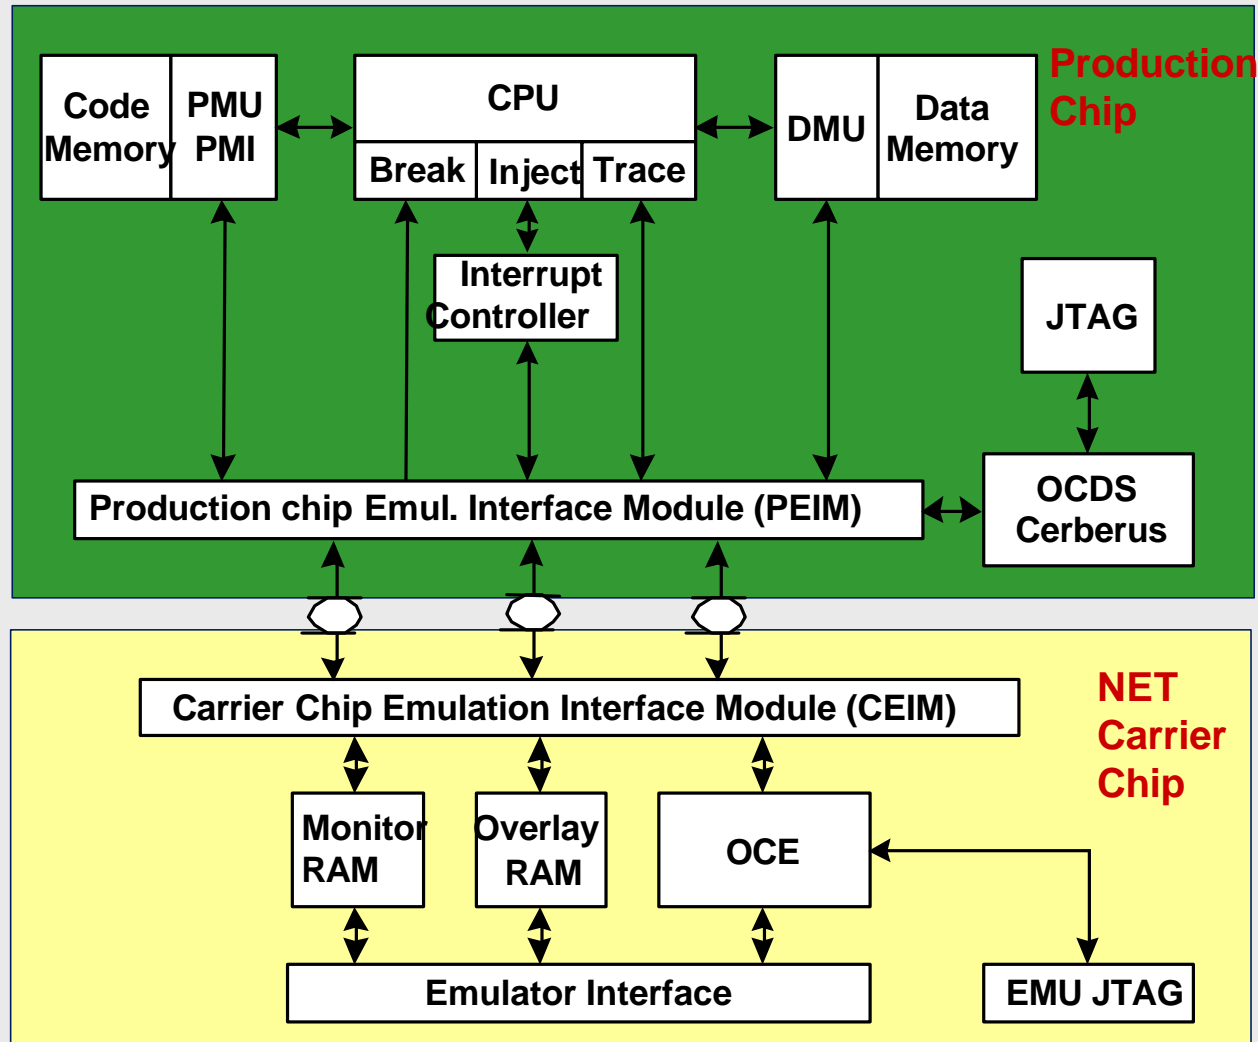 Production
Chip
Code
Memory
PMU
PMI
CPU
Break
Inject
Trace
DMU
Data
Memory
Interrupt
Controller
JTAG
OCDS
Cerberus
Production chip Emul. Interface Module (PEIM)
Carrier Chip Emulation Interface Module (CEIM)
NET
Carrier
Chip
Monitor
RAM
Overlay
RAM
OCE
Emulator Interface
EMU JTAG